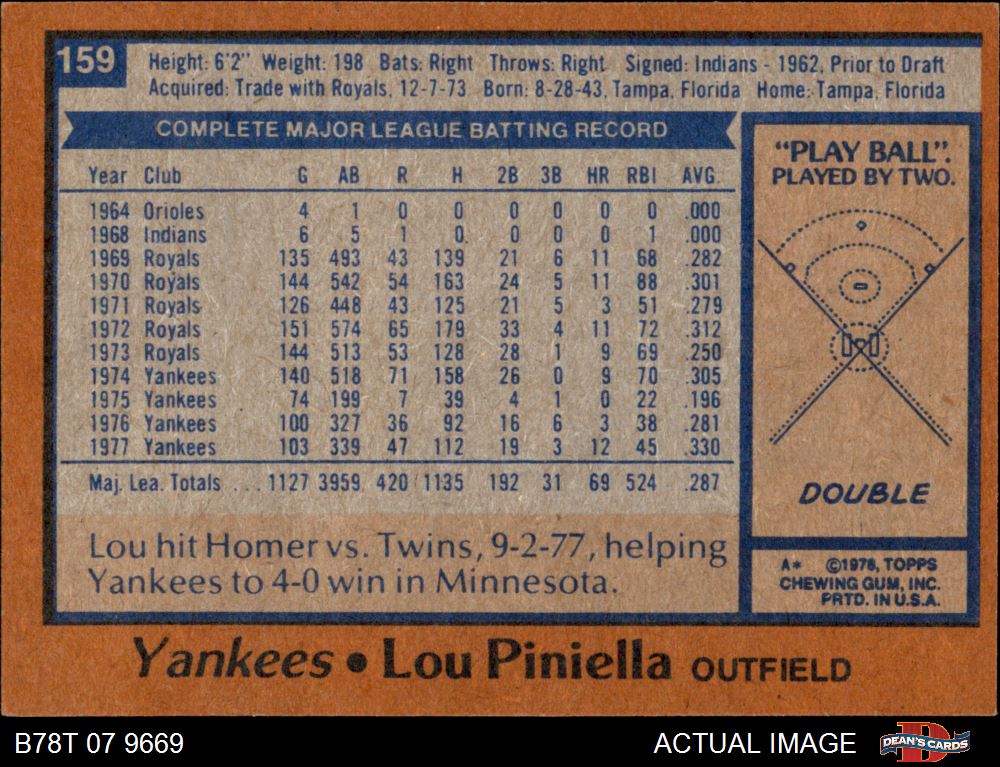 159
Height: 6'2" Weight: 198 Bats: Right Throws: Right Signed: Indians - 1962, Prior to Draft
Acquired: Trade with Royals, 12-7-73 Born: 8-28-43, Tampa, Florida Home: Tampa, Florida
COMPLETE MAJOR LEAGUE BATTING RECORD
Year Club G AB R H 2B 3B HR RBI AVG.
1964 Orioles 4 1 0 0 0 0 0 0 .000
1968 Indians 6 5 1 0 0 0 0 1 .000
1969 Royals 135 493 43 139 21 6 11 68 .282
1970 Royals 144 542 54 163 24 5 11 88 .301
1971 Royals 126 448 43 125 21 5 3 51 .279
1972 Royals 151 574 65 179 33 4 11 72 .312
1973 Royals 144 513 53 128 28 1 9 69 .250
1974 Yankees 140 518 71 158 26 0 9 70 .305
1975 Yankees 74 199 7 39 4 1 0 22 .196
1976 Yankees 100 327 36 92 16 6 3 38 .281
1977 Yankees 103 339 47 112 19 3 12 45 .330
Maj. Lea. Totals ... 1127 3959 420 1135 192 31 69 524 .287
Lou hit Homer vs. Twins, 9-2-77, helping
Yankees to 4-0 win in Minnesota.
"PLAY BALL".
PLAYED BY TWO.
DOUBLE
A* ©1978, TOPPS
CHEWING GUM, INC.
PRTD. IN U.S.A.
Yankees • Lou Piniella OUTFIELD
B78T 07 9669
ACTUAL IMAGE
DEAN'S CARDS